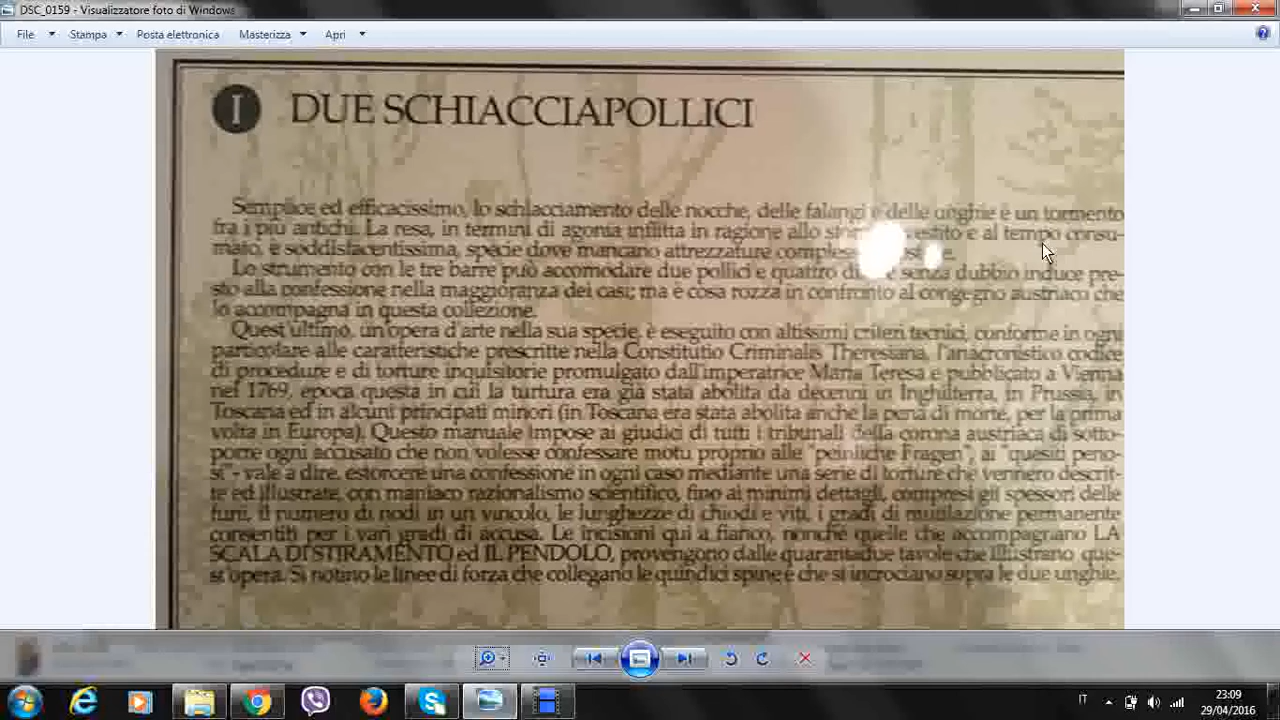 DSC_0159 - Visualizzatore foto di Windows
File Stampa Posta elettronica Masterizza Apri
I DUE SCHIACCIAPOLLICI
Semplice ed efficacissimo, lo schiacciamento delle nocche, delle falangi e delle unghie è un tormento
fra i più antichi. La resa, in termini di agonia inflitta in ragione allo e al tempo consu-
mato, è soddisfacentissima, specie dove mancano attrezzature
Lo strumento con le tre barre può accomodare due pollici e quattro e senza dubbio induce pre-
sto alla confessione nella maggioranza dei casi; ma è cosa rozza in confronto al congegno austriaco che
lo accompagna in questa collezione.
Quest'ultimo, un'opera d'arte nella sua specie, è eseguito con altissimi criteri tecnici, conforme in ogni
particolare alle caratteristiche prescritte nella Constitutio Criminalis Theresiana, l'anacronistico codice
di procedure e di torture inquisitorie promulgato dall'imperatrice Maria Teresa e pubblicato a Vienna
nel 1769, epoca questa in cui la turtura era già stata abolita da decenni in Inghilterra, in Prussia, in
Toscana ed in alcuni principati minori (in Toscana era stata abolita anche la pena di morte, per la prima
volta in Europa). Questo manuale impose ai giudici di tutti i tribunali della corona austriaca di sotto-
porre ogni accusato che non volesse confessare motu proprio alle "peinliche Fragen", ai "quesiti peno-
si"- vale a dire, estorcere una confessione in ogni caso mediante una serie di torture che vennero descrit-
te ed illustrate, con maniaco razionalismo scientifico, fino ai minimi dettagli, compresi gli spessori delle
funi, il numero di nodi in un vincolo, le lunghezze di chiodi e viti, i gradi di mutilazione permanente
consentiti per i vari gradi di accusa. Le incisioni qui a fianco, nonché quelle che accompagnano LA
SCALA DI STIRAMENTO ed IL PENDOLO, provengono dalle quarantadue tavole che illustrano que-
st'opera. Si notino le linee di forza che collegano le quindici spine e che si incrociano sopra le due unghie.
IT 23:09
29/04/2016